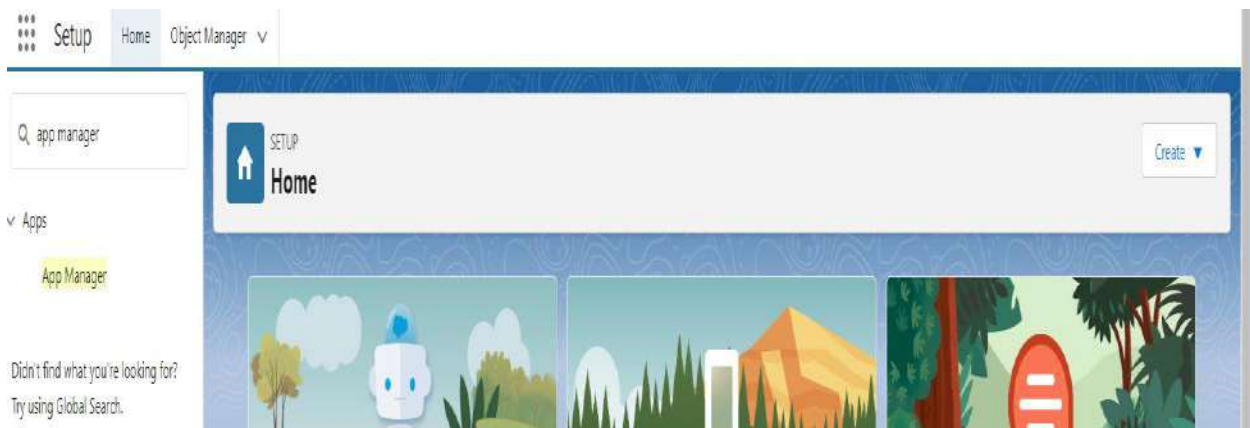 Setup Home Object Manager
app manager
SETUP
Home
Create
Apps
App Manager
Didn't find what you're looking for?
Try using Global Search.